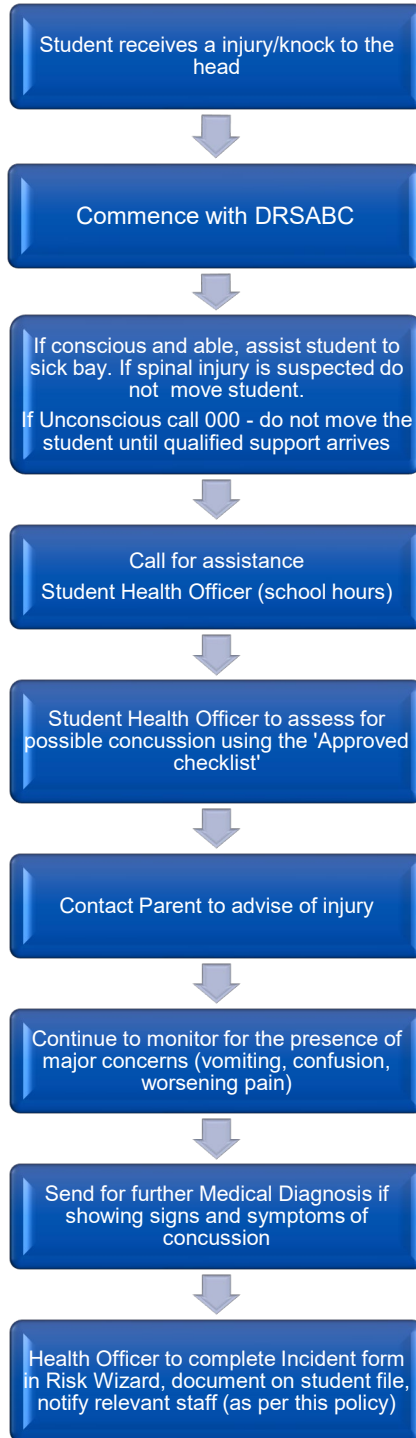 Student receives a injury/knock to the
head
Commence with DRSABC
If conscious and able, assist student to
sick bay. If spinal injury is suspected do
not move student.
If Unconscious call 000 - do not move the
student until qualified support arrives
Call for assistance
Student Health Officer (school hours)
Student Health Officer to assess for
possible concussion using the 'Approved
checklist'
Contact Parent to advise of injury
Continue to monitor for the presence of
major concerns (vomiting, confusion,
worsening pain)
Send for further Medical Diagnosis if
showing signs and symptoms of
concussion
Health Officer to complete Incident form
in Risk Wizard, document on student file,
notify relevant staff (as per this policy)